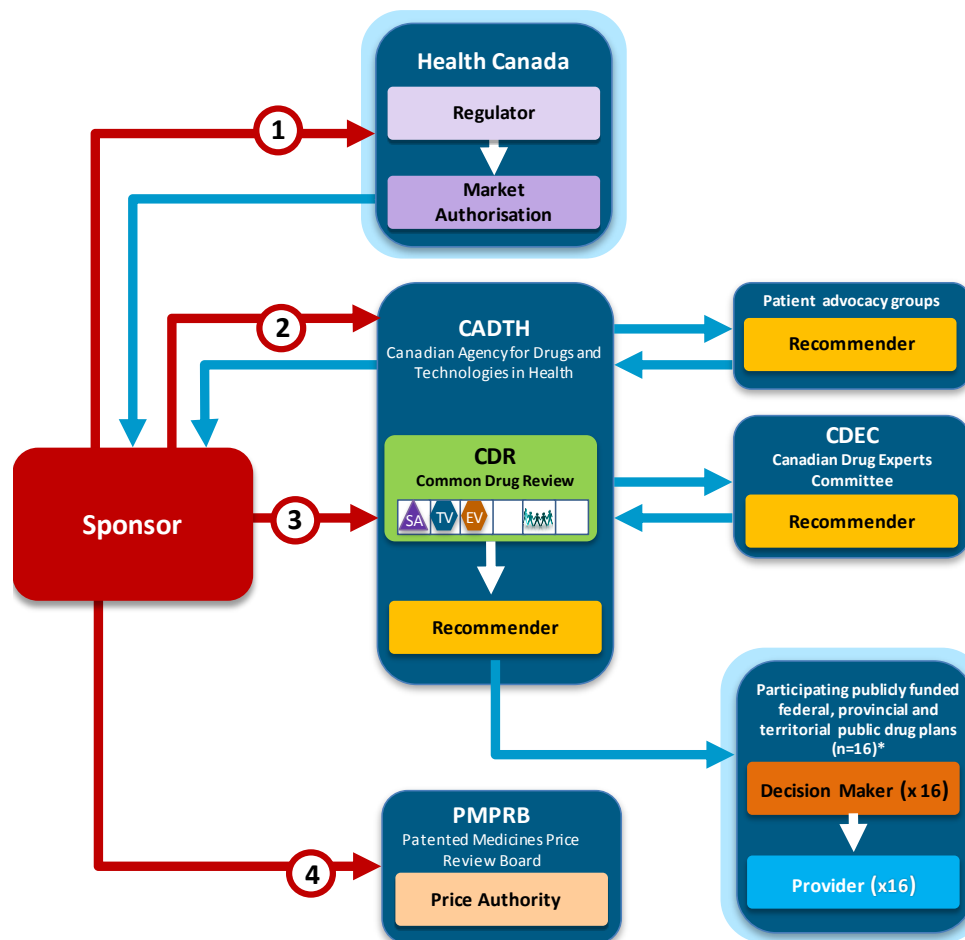 Health Canada
Regulator
Market
Authorisation
1
2
CADTH
Canadian Agency for Drugs and
Technologies in Health
Patient advocacy groups
Recommender
CDR
Common Drug Review
SA TV EV
CDEC
Canadian Drug Experts
Committee
Recommender
Sponsor
3
Recommender
Participating publicly funded
federal, provincial and
territorial public drug plans
(n=16)*
Decision Maker (x 16)
Provider (x16)
PMPRB
Patented Medicines Price
Review Board
Price Authority
4